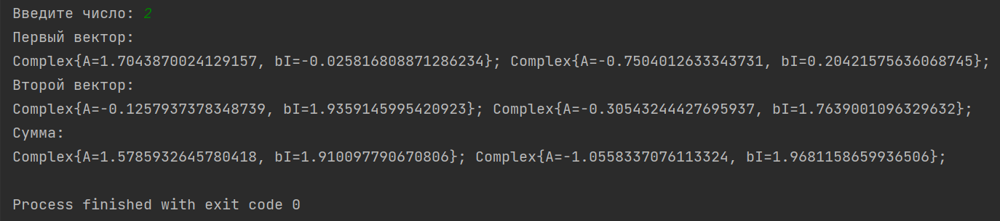 Введите число: 2
Первый вектор:
Complex{A=1.7043870024129157, bI=-0.025816808871286234}; Complex{A=-0.7504012633343731, bI=0.20421575636068745};
Второй вектор:
Complex{A=-0.1257937378348739, bI=1.9359145995420923}; Complex{A=-0.30543244427695937, bI=1.7639001096329632};
Сумма:
Complex{A=1.5785932645780418, bI=1.910097790670806}; Complex{A=-1.0558337076113324, bI=1.9681158659936506};
Process finished with exit code 0